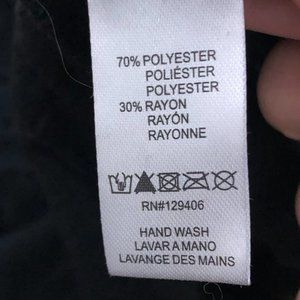 70% POLYESTER
POLIÉSTER
POLYESTER
30% RAYON
RAYÓN
RAYONNE
RN#129406
HAND WASH
LAVAR A MANO
LAVANGE DES MAINS